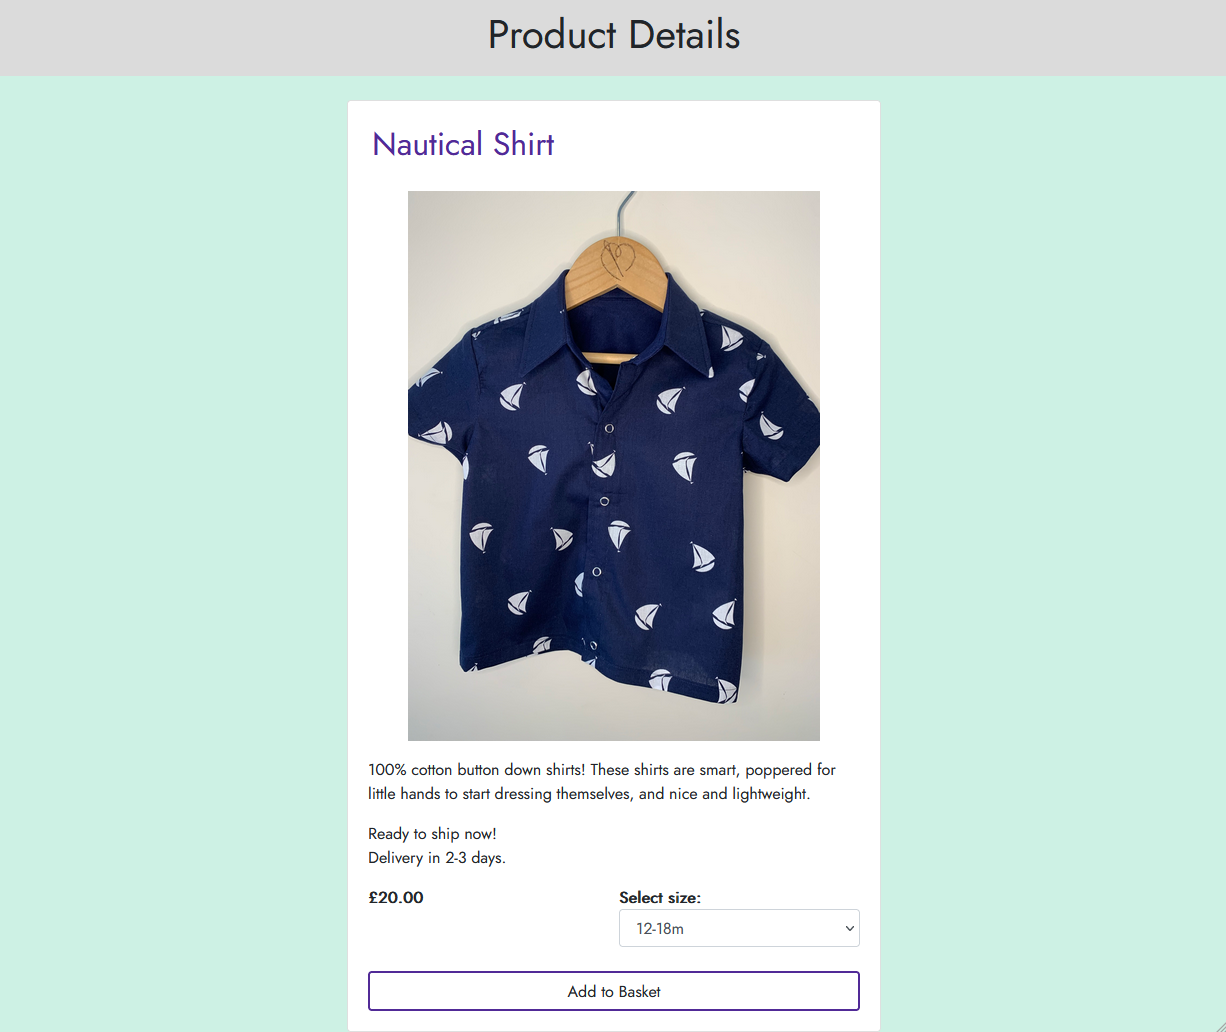 Product Details
Nautical Shirt
100% cotton button down shirts! These shirts are smart, poppered for
little hands to start dressing themselves, and nice and lightweight.
Ready to ship now!
Delivery in 2-3 days.
£20.00
Select size:
12-18m
Add to Basket